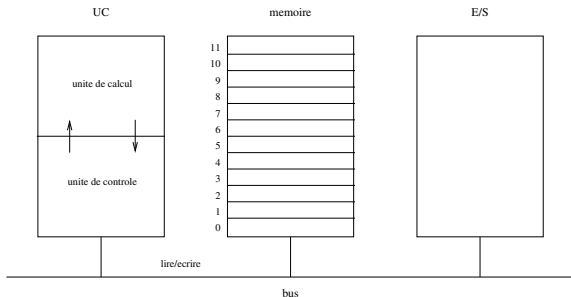 UC
memoire
E/S
unite de calcul
unite de controle
11
10
9
8
7
6
5
4
3
2
1
0
lire/ecrire
bus